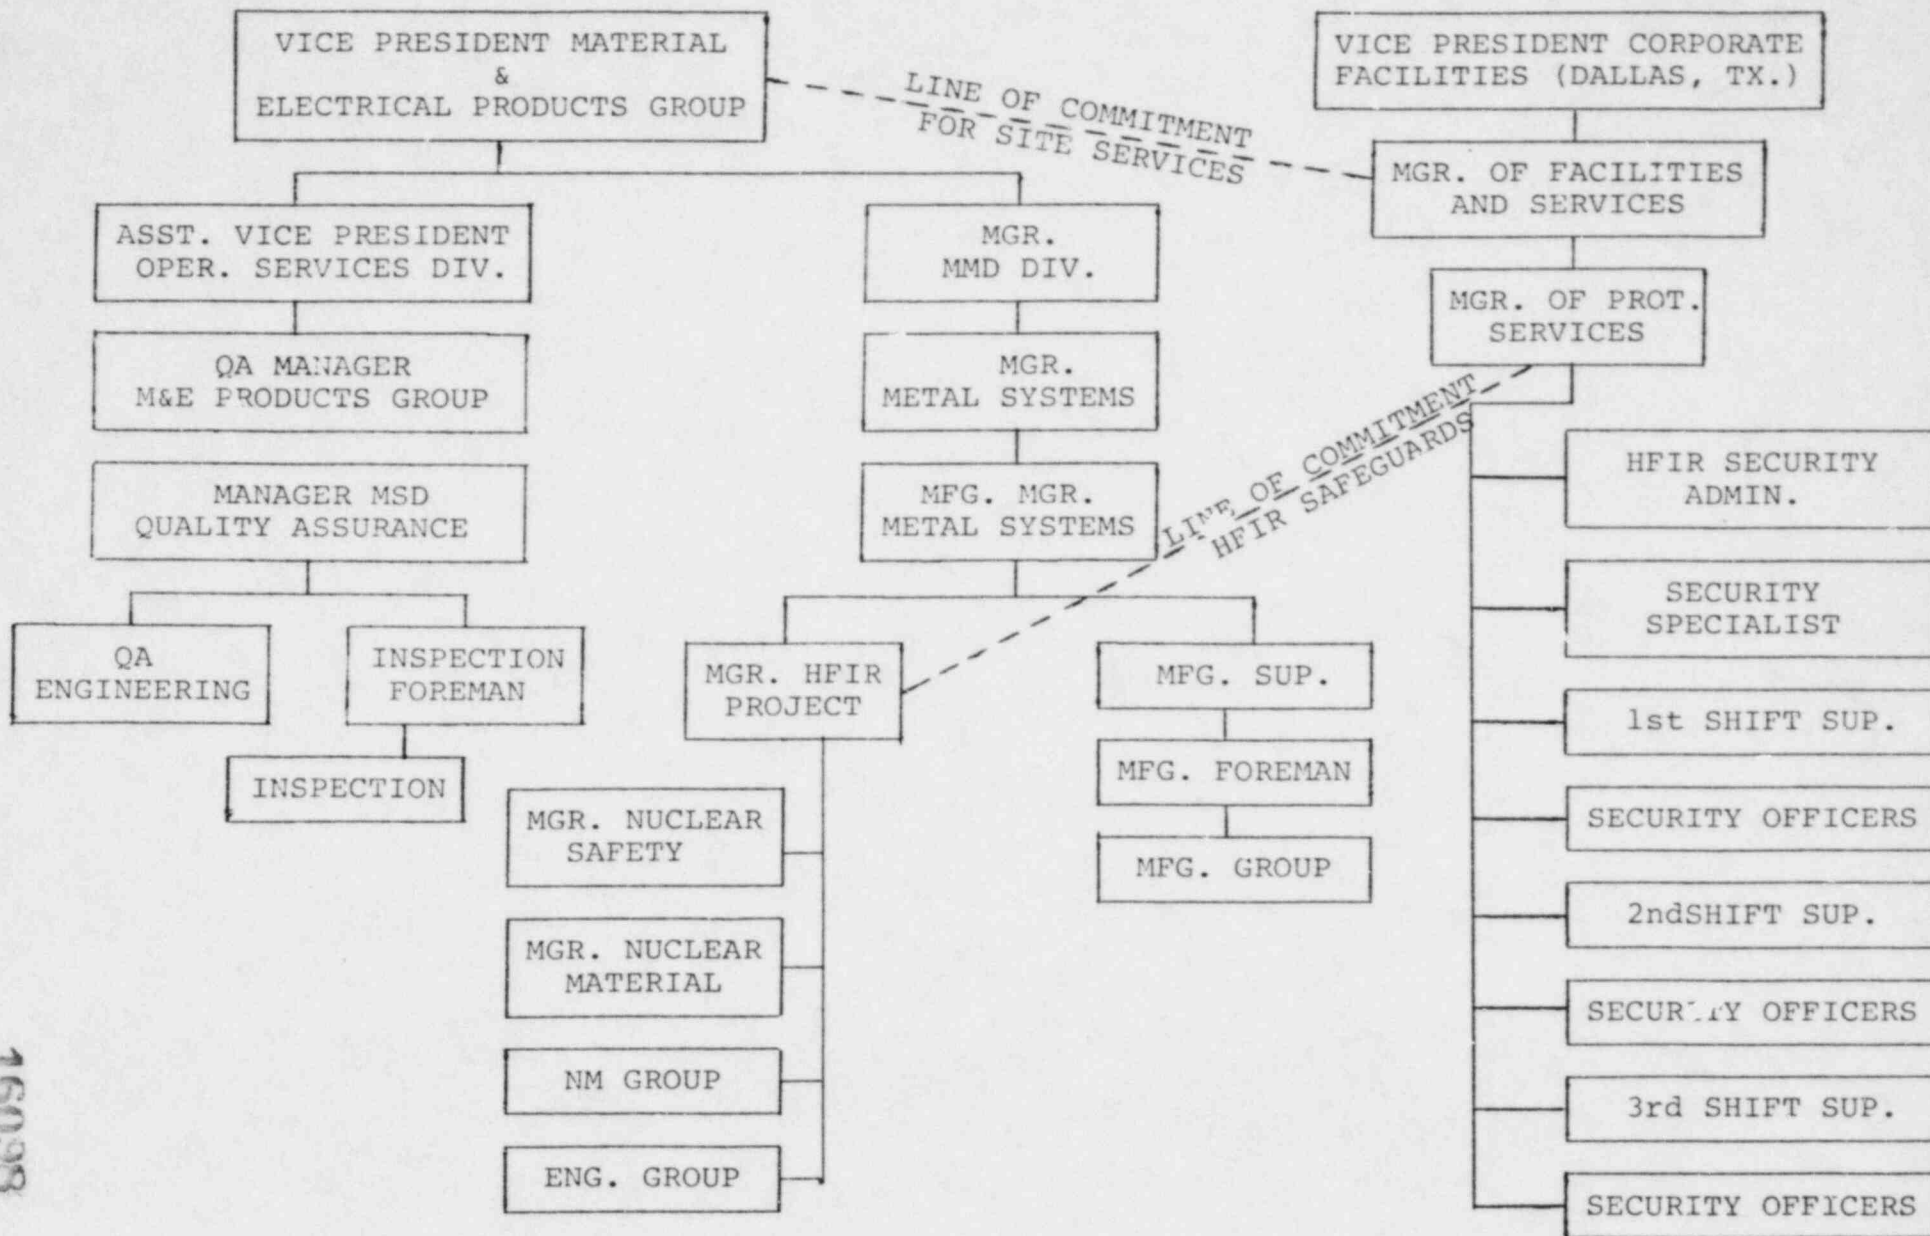 VICE PRESIDENT MATERIAL
&
ELECTRICAL PRODUCTS GROUP
VICE PRESIDENT CORPORATE
FACILITIES (DALLAS, TX.)
LINE OF COMMITMENT
FOR SITE SERVICES
MGR. OF FACILITIES
AND SERVICES
ASST. VICE PRESIDENT
OPER. SERVICES DIV.
MGR.
MMD DIV.
MGR. OF PROT.
SERVICES
QA MANAGER
M&E PRODUCTS GROUP
MGR.
METAL SYSTEMS
LINE OF COMMITMENT
HFIR SAFEGUARDS
MANAGER MSD
QUALITY ASSURANCE
MFG. MGR.
METAL SYSTEMS
HFIR SECURITY
ADMIN.
SECURITY
SPECIALIST
QA
ENGINEERING
INSPECTION
FOREMAN
MGR. HFIR
PROJECT
MFG. SUP.
1st SHIFT SUP.
INSPECTION
MFG. FOREMAN
MGR. NUCLEAR
SAFETY
SECURITY OFFICERS
MFG. GROUP
2ndSHIFT SUP.
MGR. NUCLEAR
MATERIAL
SECURITY OFFICERS
NM GROUP
3rd SHIFT SUP.
ENG. GROUP
SECURITY OFFICERS
16098